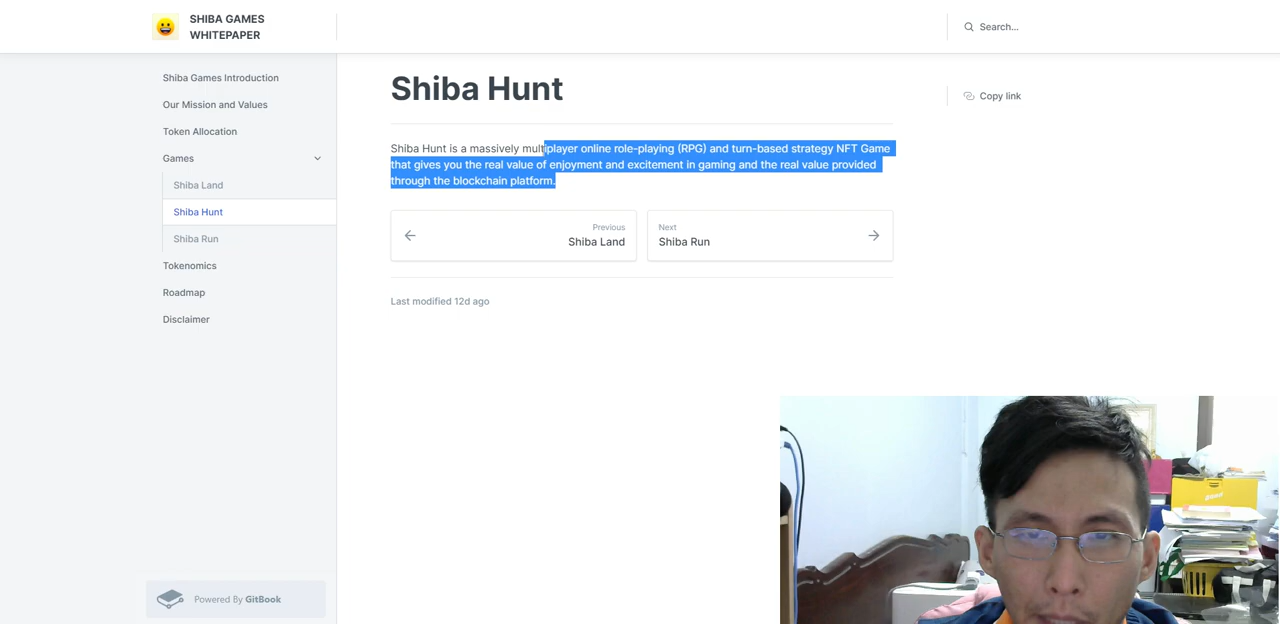 SHIBA GAMES
WHITEPAPER
Search...
Shiba Games Introduction
Our Mission and Values
Token Allocation
Games
Shiba Land
Shiba Hunt
Shiba Run
Tokenomics
Roadmap
Disclaimer
Powered By GitBook
Shiba Hunt
Copy link
Shiba Hunt is a massively multiplayer online role-playing (RPG) and turn-based strategy NFT Game
that gives you the real value of enjoyment and excitement in gaming and the real value provided
through the blockchain platform.
Previous
Shiba Land
Next
Shiba Run
Last modified 12d ago